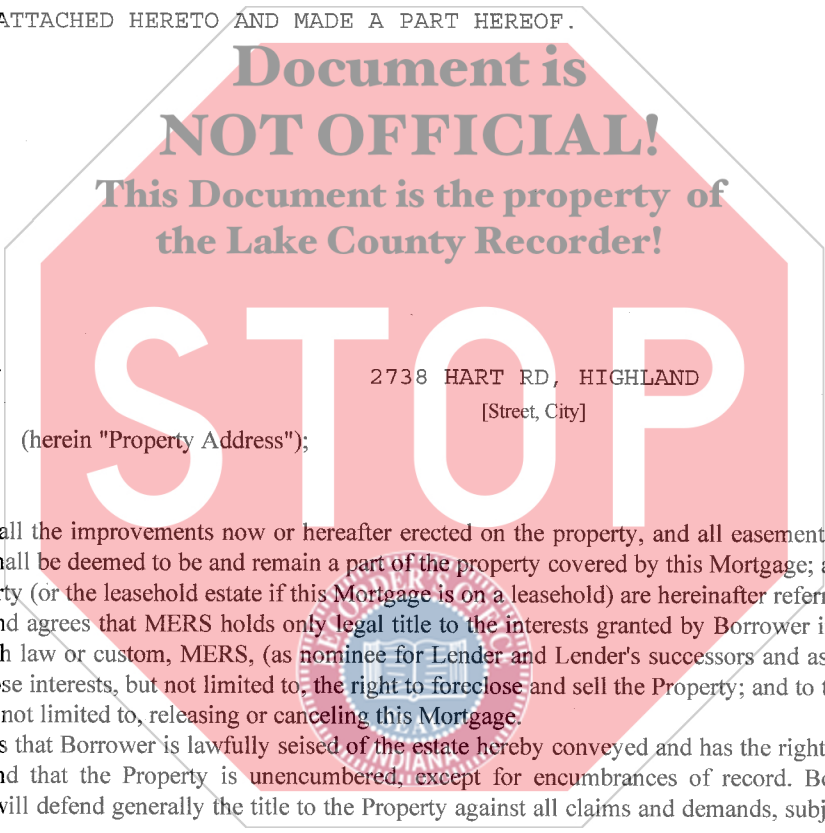 ATTACHED HERETO AND MADE A PART HEREOF.
Document is
NOT OFFICIAL!
This Document is the property of
the Lake County Recorder!
STOP
2738 HART RD, HIGHLAND
[Street, City]
(herein "Property Address");
all the improvements now or hereafter erected on the property, and all easement
hall be deemed to be and remain a part of the property covered by this Mortgage; a
rty (or the leasehold estate if this Mortgage is on a leasehold) are hereinafter referr
nd agrees that MERS holds only legal title to the interests granted by Borrower i
h law or custom, MERS, (as nominee for Lender and Lender's successors and as
se interests, but not limited to, the right to foreclose and sell the Property; and to t
not limited to, releasing or canceling this Mortgage.
s that Borrower is lawfully seised of the estate hereby conveyed and has the right
nd that the Property is unencumbered, except for encumbrances of record. Bo
will defend generally the title to the Property against all claims and demands, subj
RECORDER'S OFFICE
SEAL
INDIANA